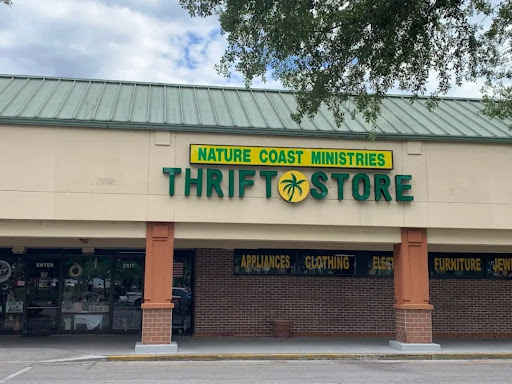 NATURE COAST MINISTRIES
THRIFT STORE
APPLIANCES CLOTHING FURNITURE
ENTER EXIT